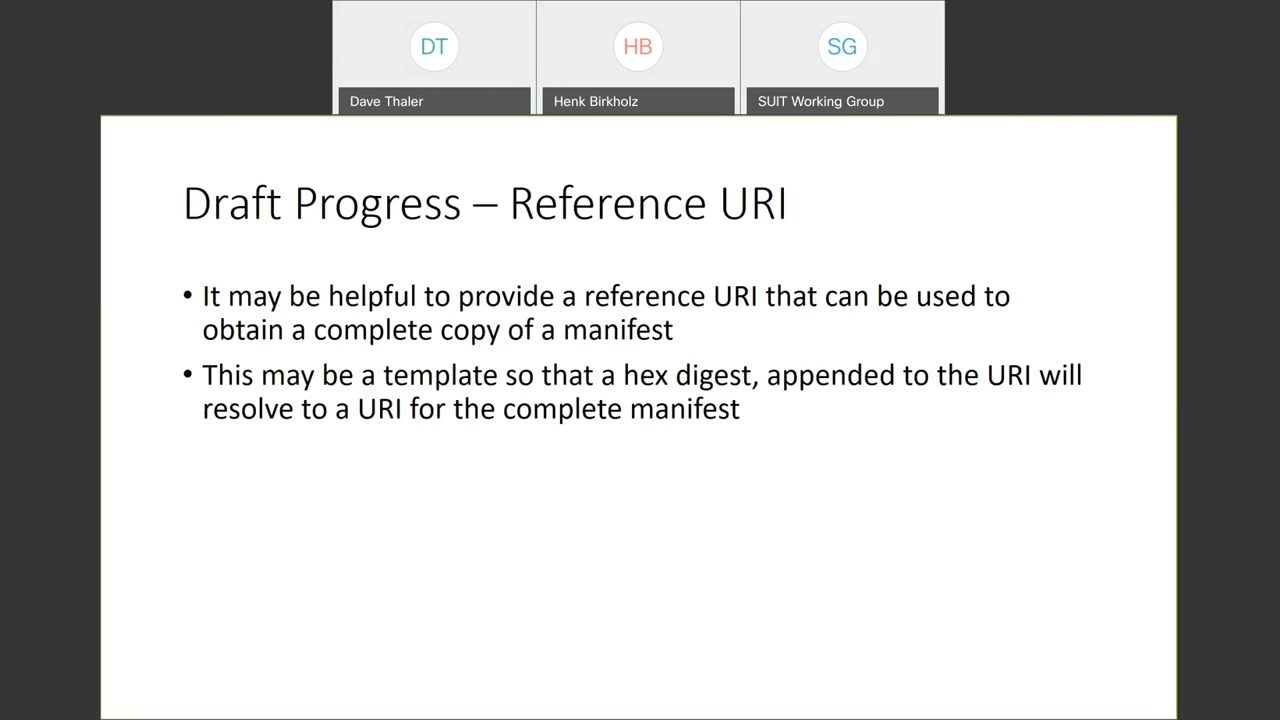 DT
HB
SG
Dave Thaler
Henk Birkholz
SUIT Working Group
Draft Progress – Reference URI
• It may be helpful to provide a reference URI that can be used to
obtain a complete copy of a manifest
• This may be a template so that a hex digest, appended to the URI will
resolve to a URI for the complete manifest